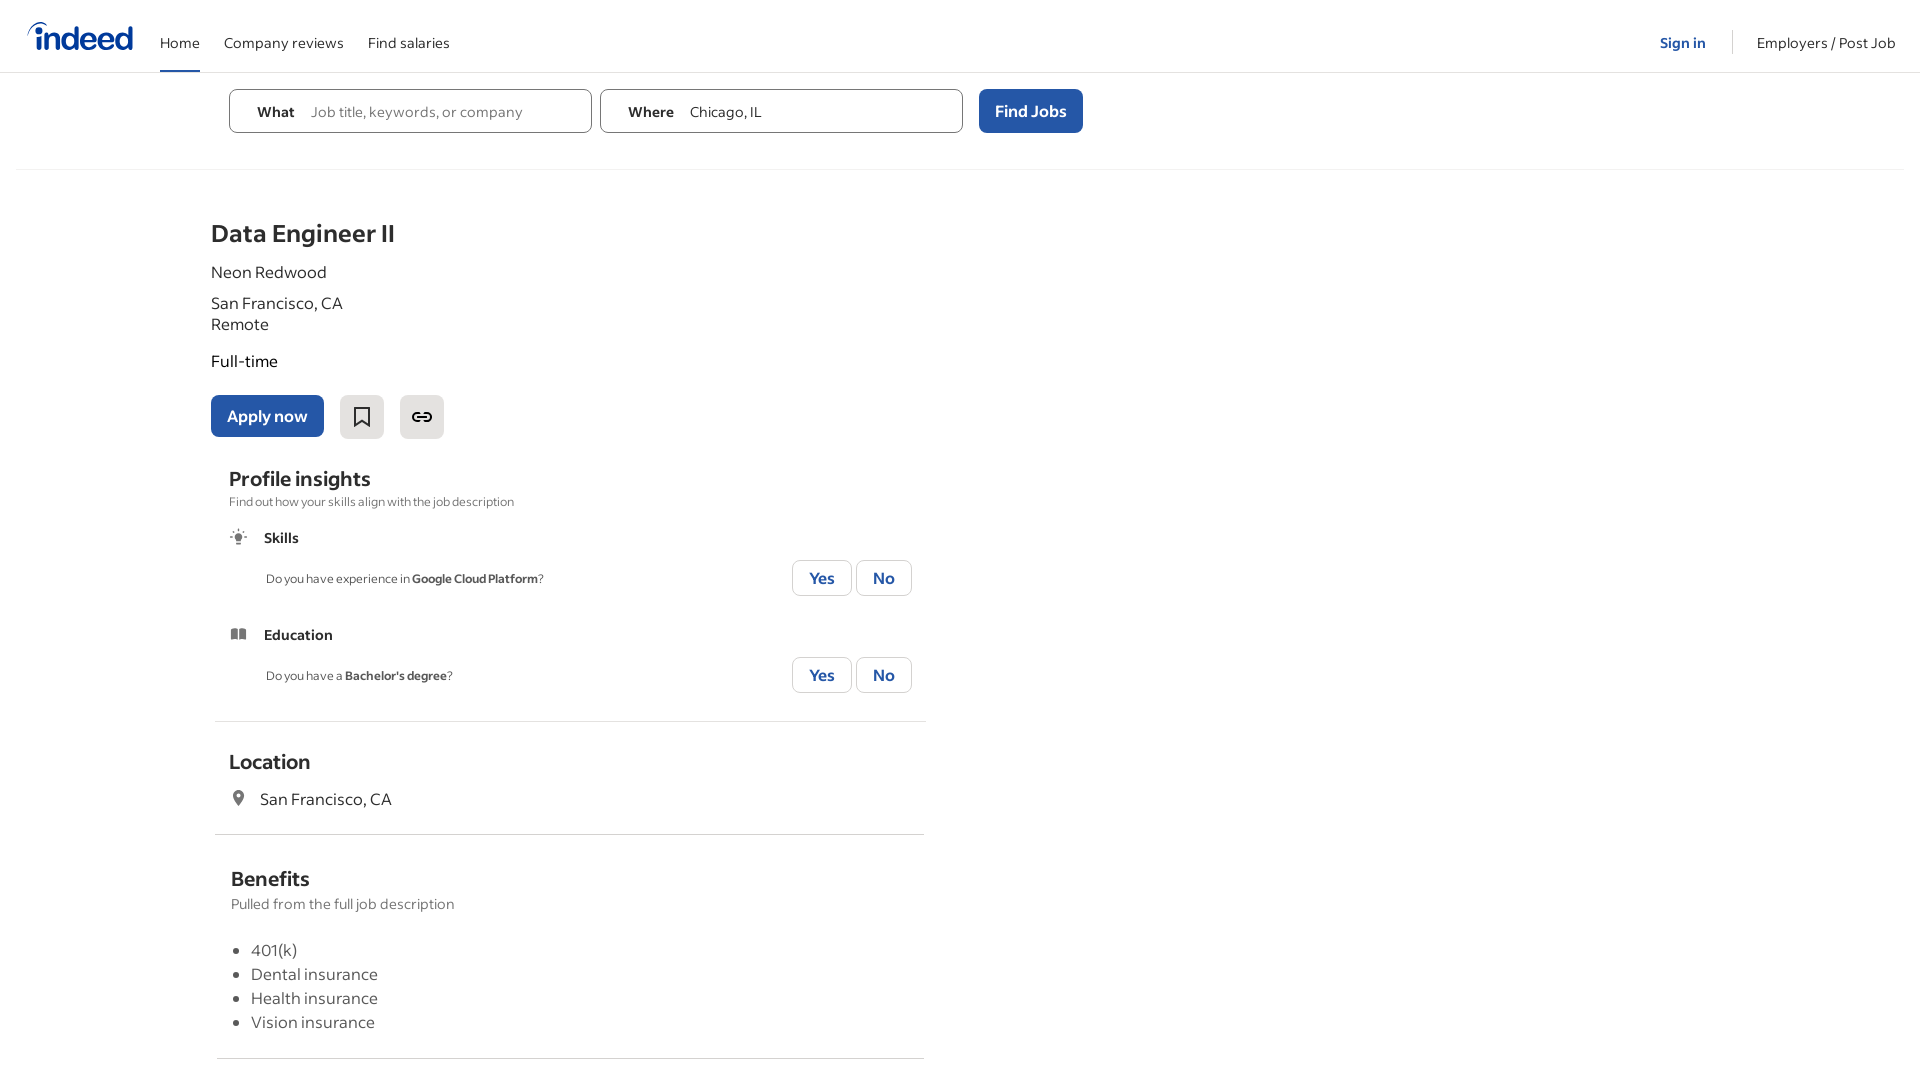 indeed
Home Company reviews Find salaries Sign in Employers / Post Job
What Job title, keywords, or company Where Chicago, IL Find Jobs
Data Engineer II
Neon Redwood
San Francisco, CA
Remote
Full-time
Apply now
Profile insights
Find out how your skills align with the job description
Skills
Do you have experience in Google Cloud Platform? Yes No
Education
Do you have a Bachelor's degree? Yes No
Location
San Francisco, CA
Benefits
Pulled from the full job description
401(k)
Dental insurance
Health insurance
Vision insurance